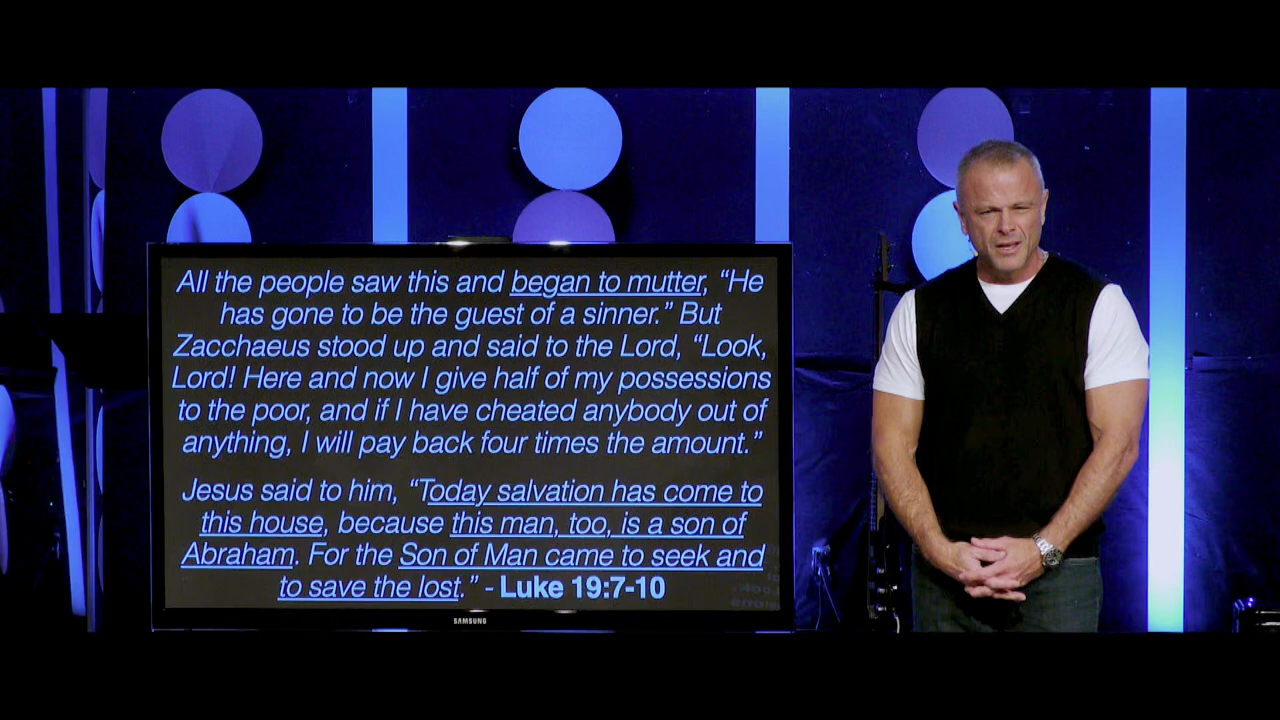 All the people saw this and began to mutter, “He
has gone to be the guest of a sinner.” But
Zacchaeus stood up and said to the Lord, “Look,
Lord! Here and now I give half of my possessions
to the poor, and if I have cheated anybody out of
anything, I will pay back four times the amount.”
Jesus said to him, “Today salvation has come to
this house, because this man, too, is a son of
Abraham. For the Son of Man came to seek and
to save the lost.” - Luke 19:7-10
SAMSUNG